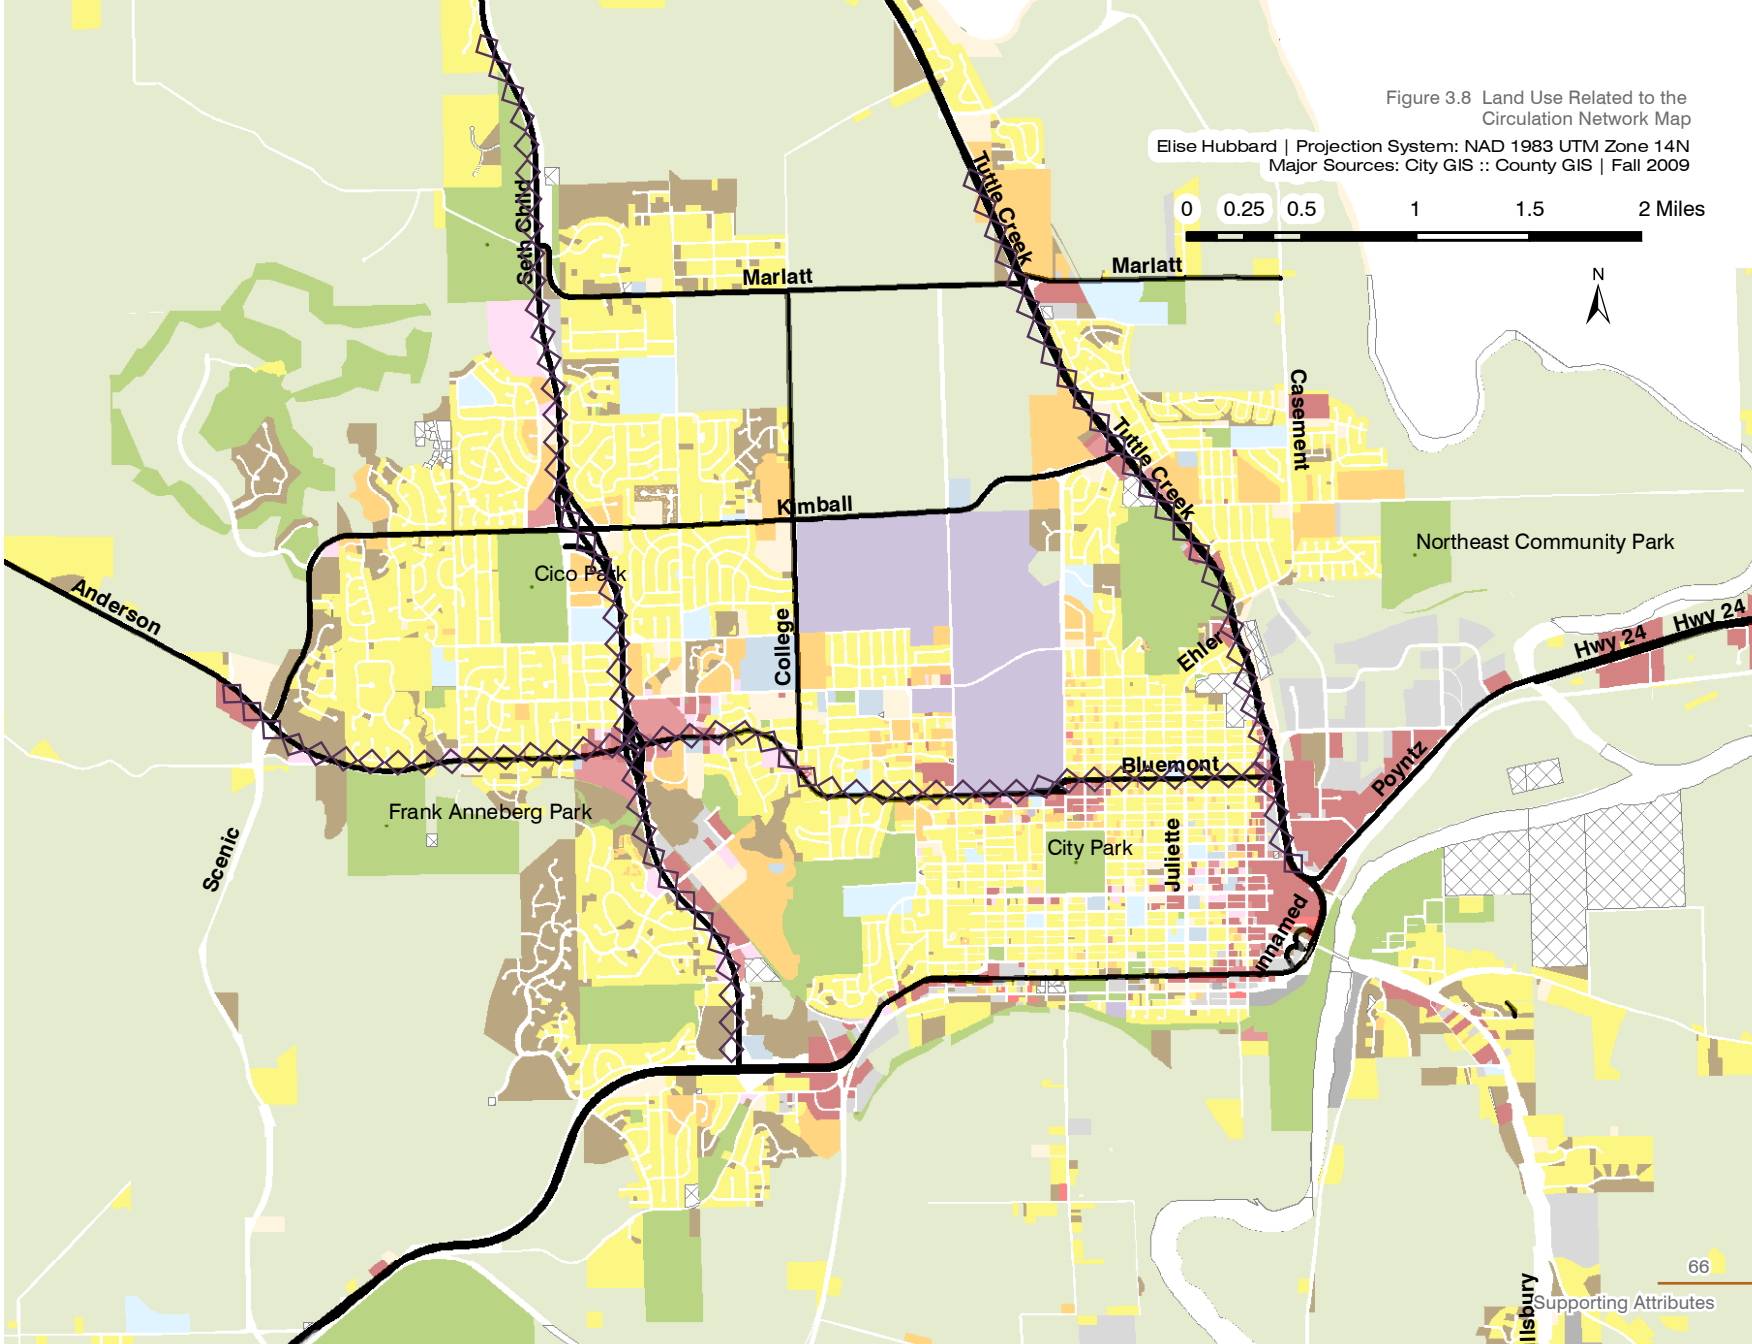 Figure 3.8 Land Use Related to the
Circulation Network Map
Elise Hubbard | Projection System: NAD 1983 UTM Zone 14N
Major Sources: City GIS :: County GIS | Fall 2009
0 0.25 0.5 1 1.5 2 Miles
N
Seth Child
Tuttle Creek
Marlatt
Marlatt
Casement
Tuttle Creek
Kimball
Northeast Community Park
Cico Park
Anderson
College
Ehler
Hwy 24
Hwy 24
Bluemont
Poyntz
Frank Anneberg Park
City Park
Juliette
Scenic
unnamed
66
Supporting Attributes
llsbury